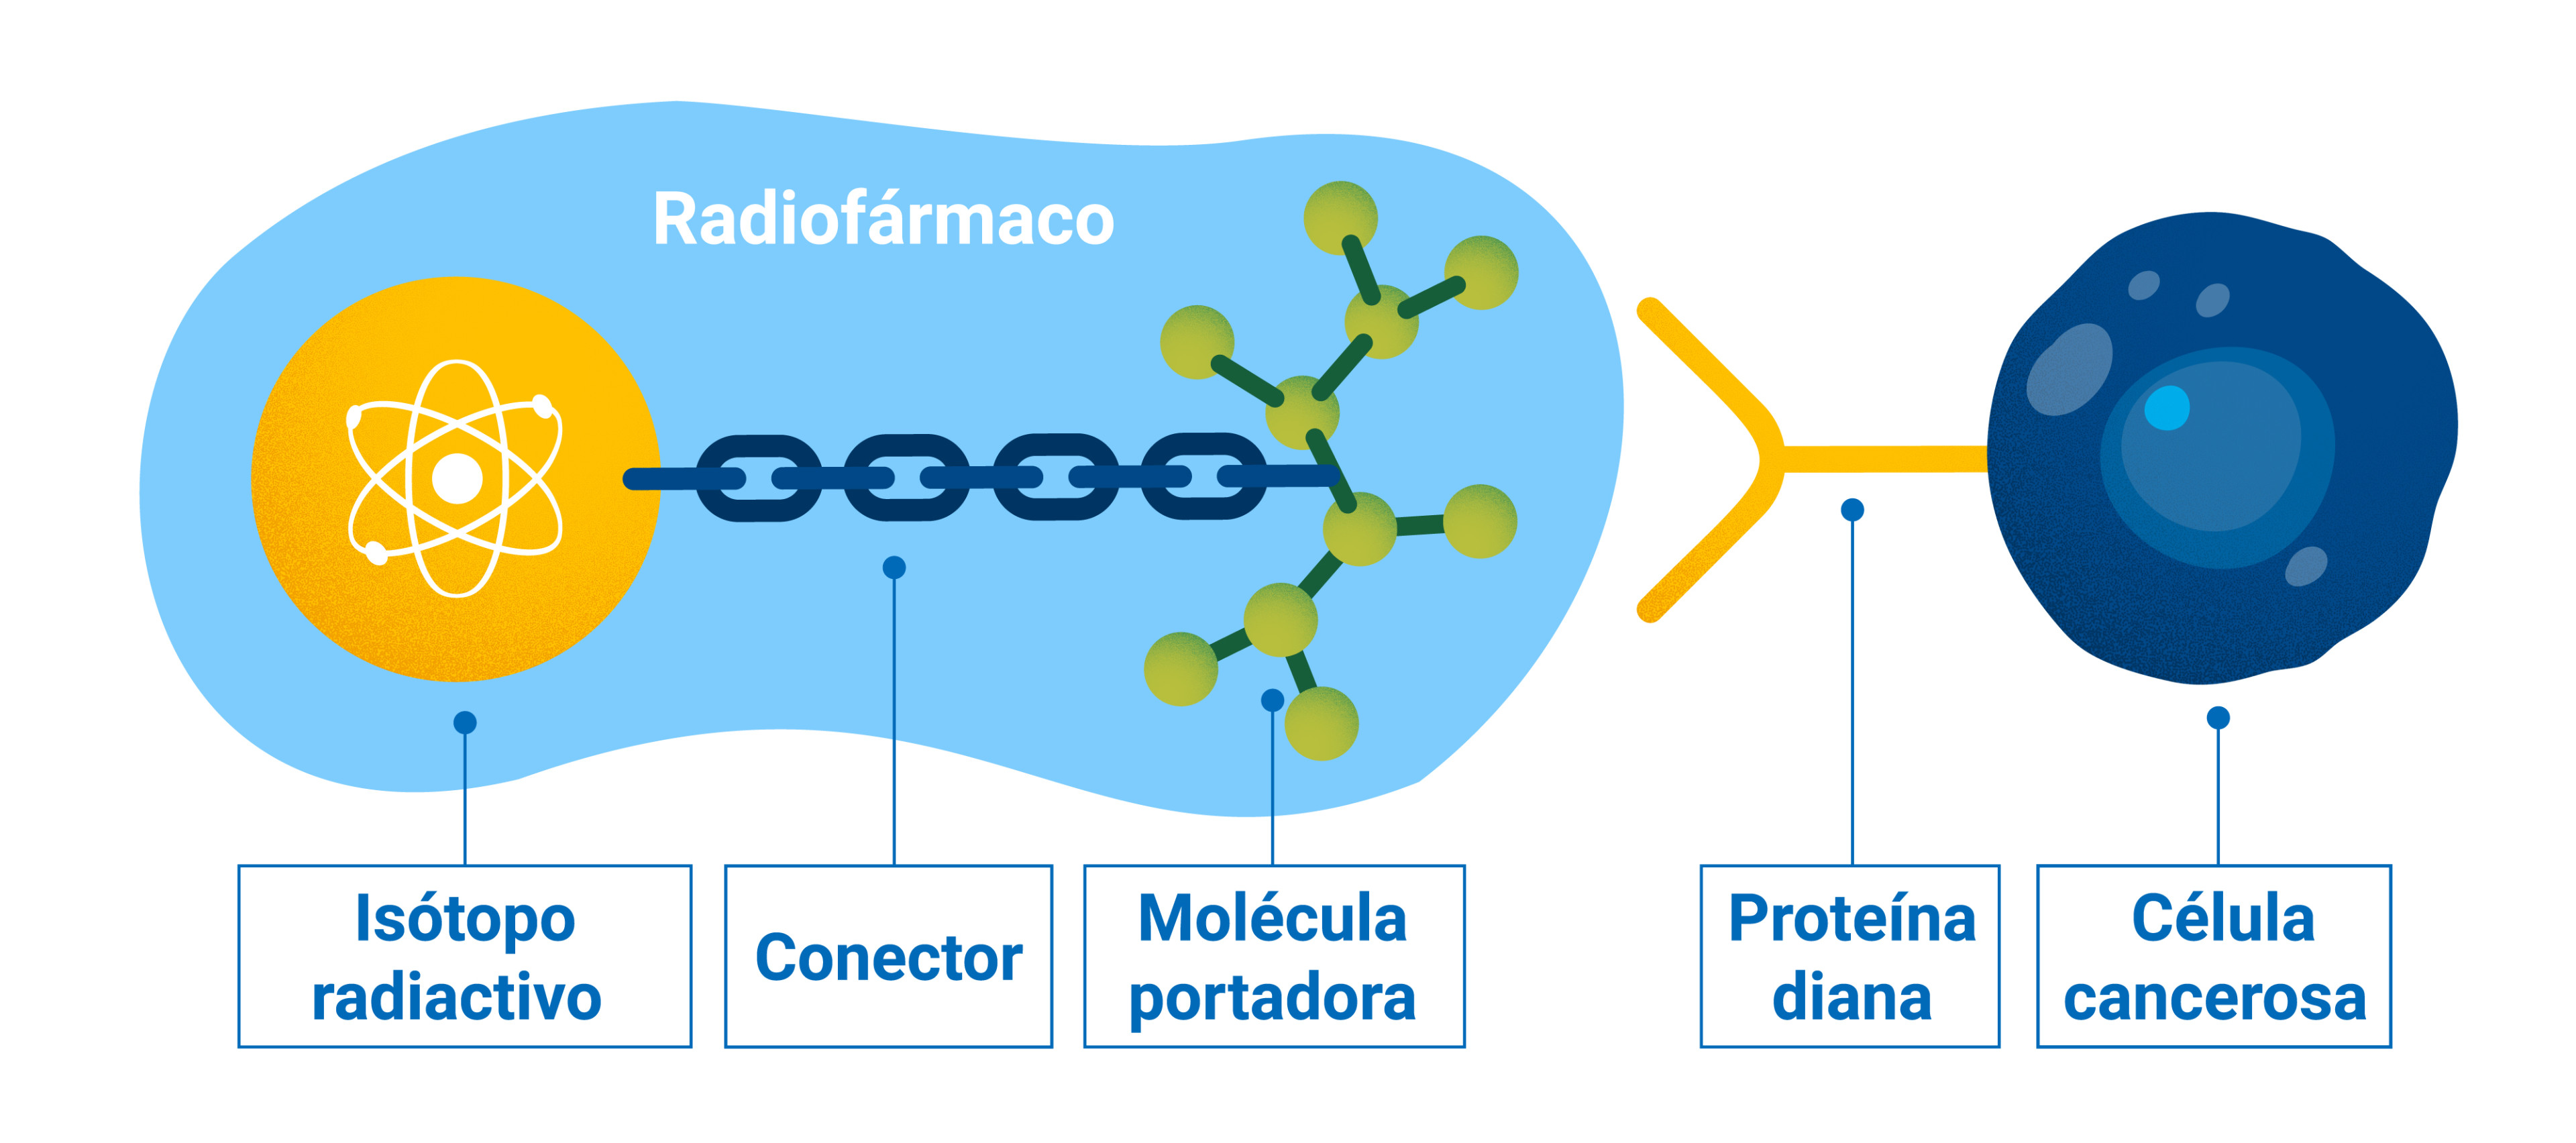 Radiofármaco
Isótopo
radiactivo
Conector
Molécula
portadora
Proteína
diana
Célula
cancerosa